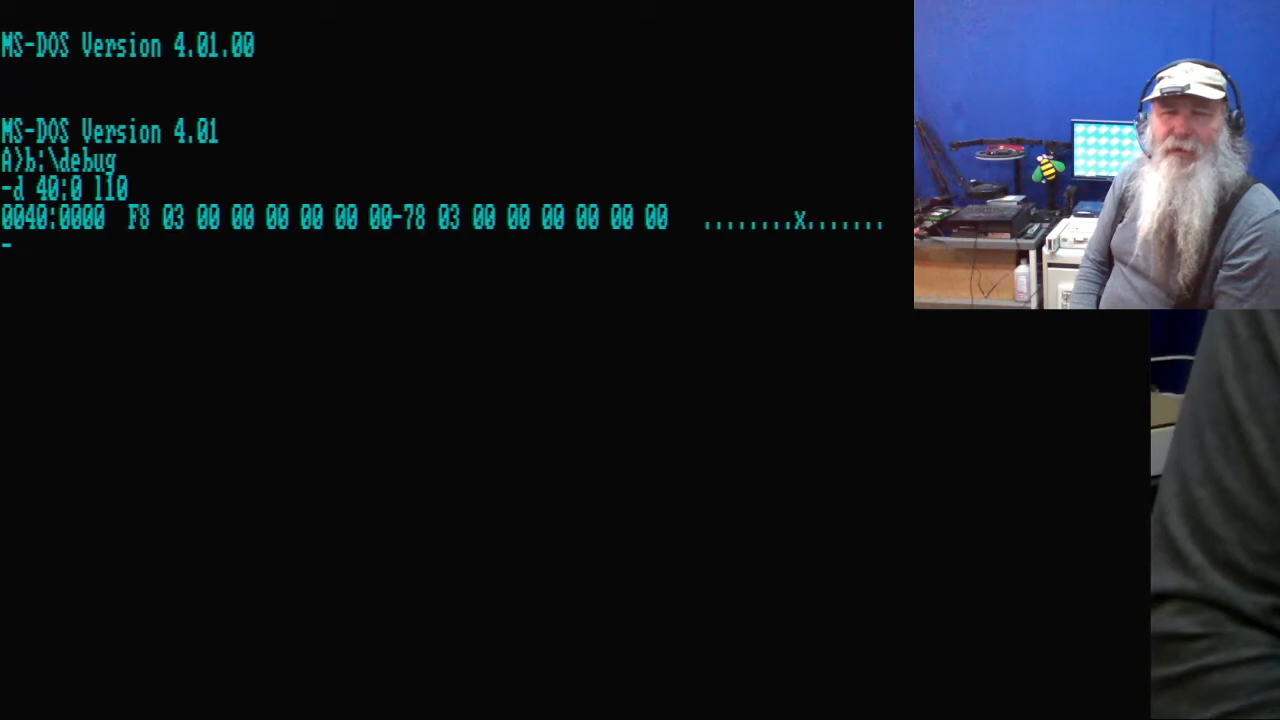 MS-DOS Version 4.01.00
MS-DOS Version 4.01
A>b:\debug
-d 40:0 l10
0040:0000  F8 03 00 00 00 00 00 00-78 03 00 00 00 00 00 00   ........x.......
-